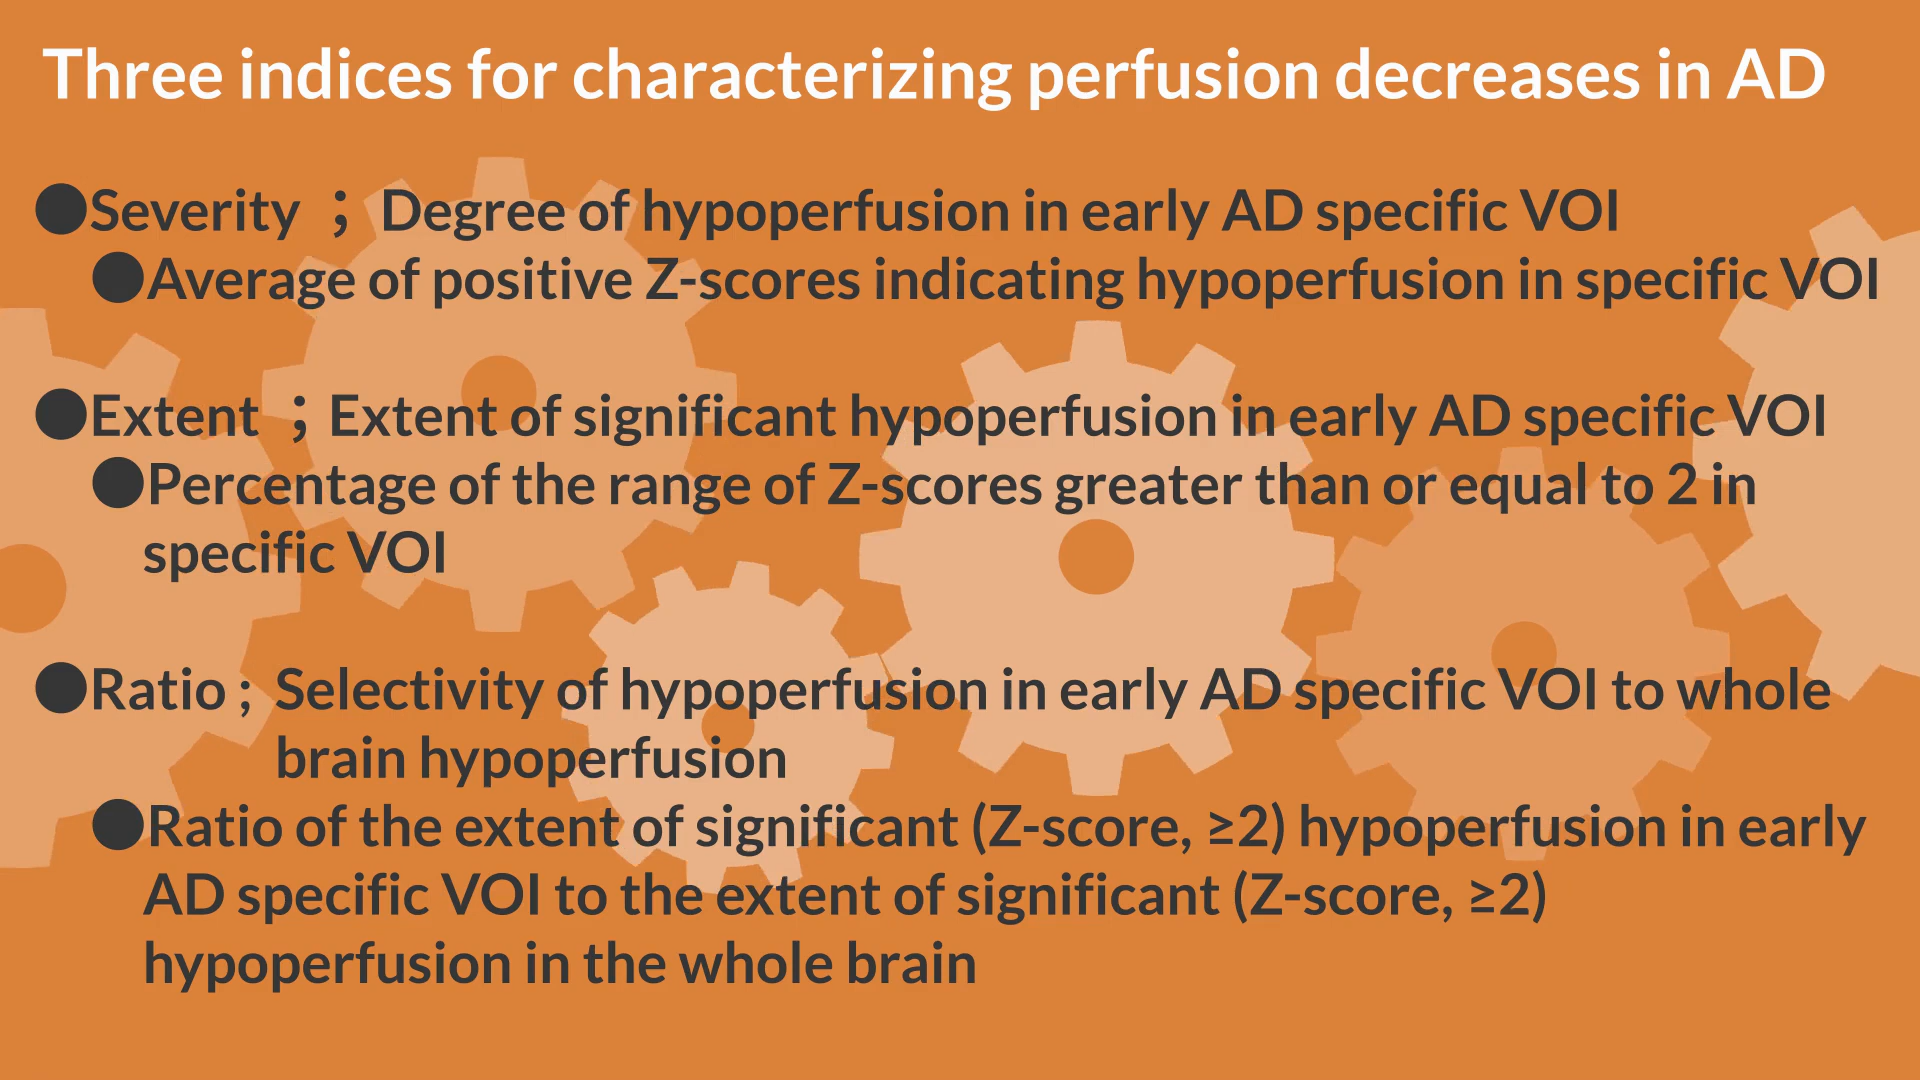 Three indices for characterizing perfusion decreases in AD
●Severity ；Degree of hypoperfusion in early AD specific VOI
●Average of positive Z-scores indicating hypoperfusion in specific VOI
●Extent ；Extent of significant hypoperfusion in early AD specific VOI
●Percentage of the range of Z-scores greater than or equal to 2 in
specific VOI
●Ratio ; Selectivity of hypoperfusion in early AD specific VOI to whole
brain hypoperfusion
●Ratio of the extent of significant (Z-score, ≥2) hypoperfusion in early
AD specific VOI to the extent of significant (Z-score, ≥2)
hypoperfusion in the whole brain